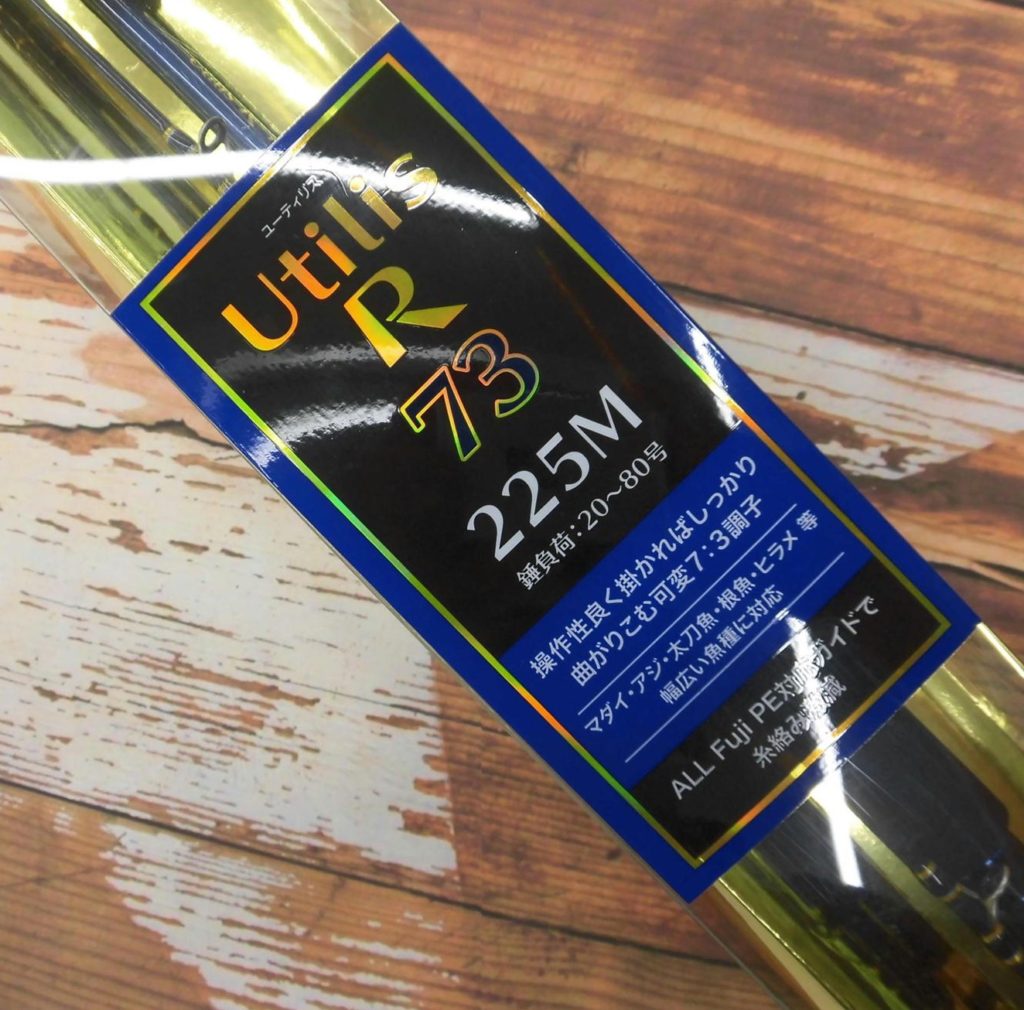 ユーティリス
Utilis
R
73
225M
錘負荷:20～80号
操作性良く掛かればしっかり
曲がりこむ可変7:3調子
マダイ・アジ・太刀魚・根魚・ヒラメ 等
幅広い魚種に対応
ALL Fuji PE対応ガイドで
糸絡み